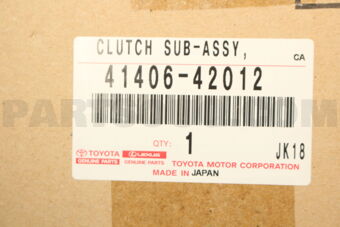 CLUTCH SUB-ASSY,
CA
41406-42012
QTY: 1
JK18
TOYOTA
GENUINE PARTS
LEXUS
GENUINE PARTS
TOYOTA MOTOR CORPORATION
MADE IN JAPAN